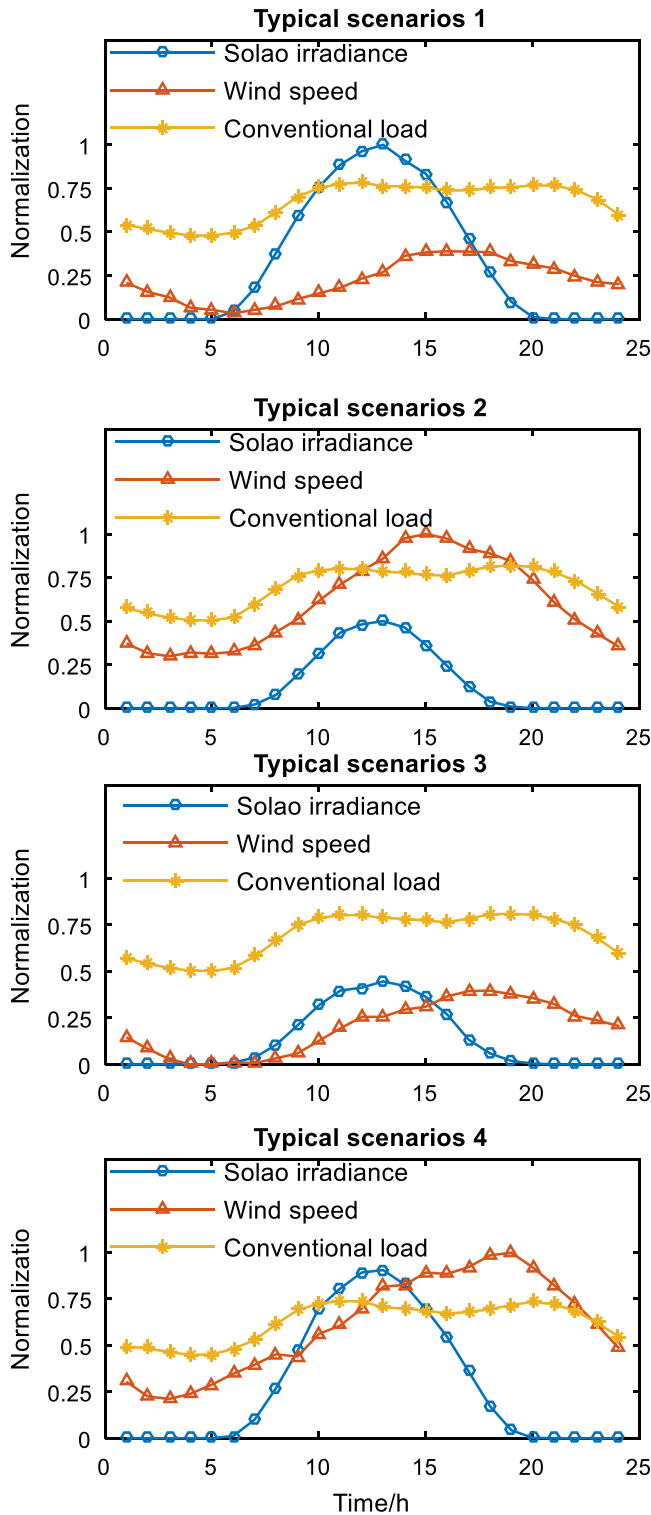 Typical scenarios 1
Solao irradiance
Wind speed
Conventional load
Normalization
1
0.75
0.5
0.25
0
0 5 10 15 20 25
Typical scenarios 2
Solao irradiance
Wind speed
Conventional load
Normalization
1
0.75
0.5
0.25
0
0 5 10 15 20 25
Typical scenarios 3
Solao irradiance
Wind speed
Conventional load
Normalization
1
0.75
0.5
0.25
0
0 5 10 15 20 25
Typical scenarios 4
Solao irradiance
Wind speed
Conventional load
Normalizatio
1
0.75
0.5
0.25
0
0 5 10 15 20 25
Time/h